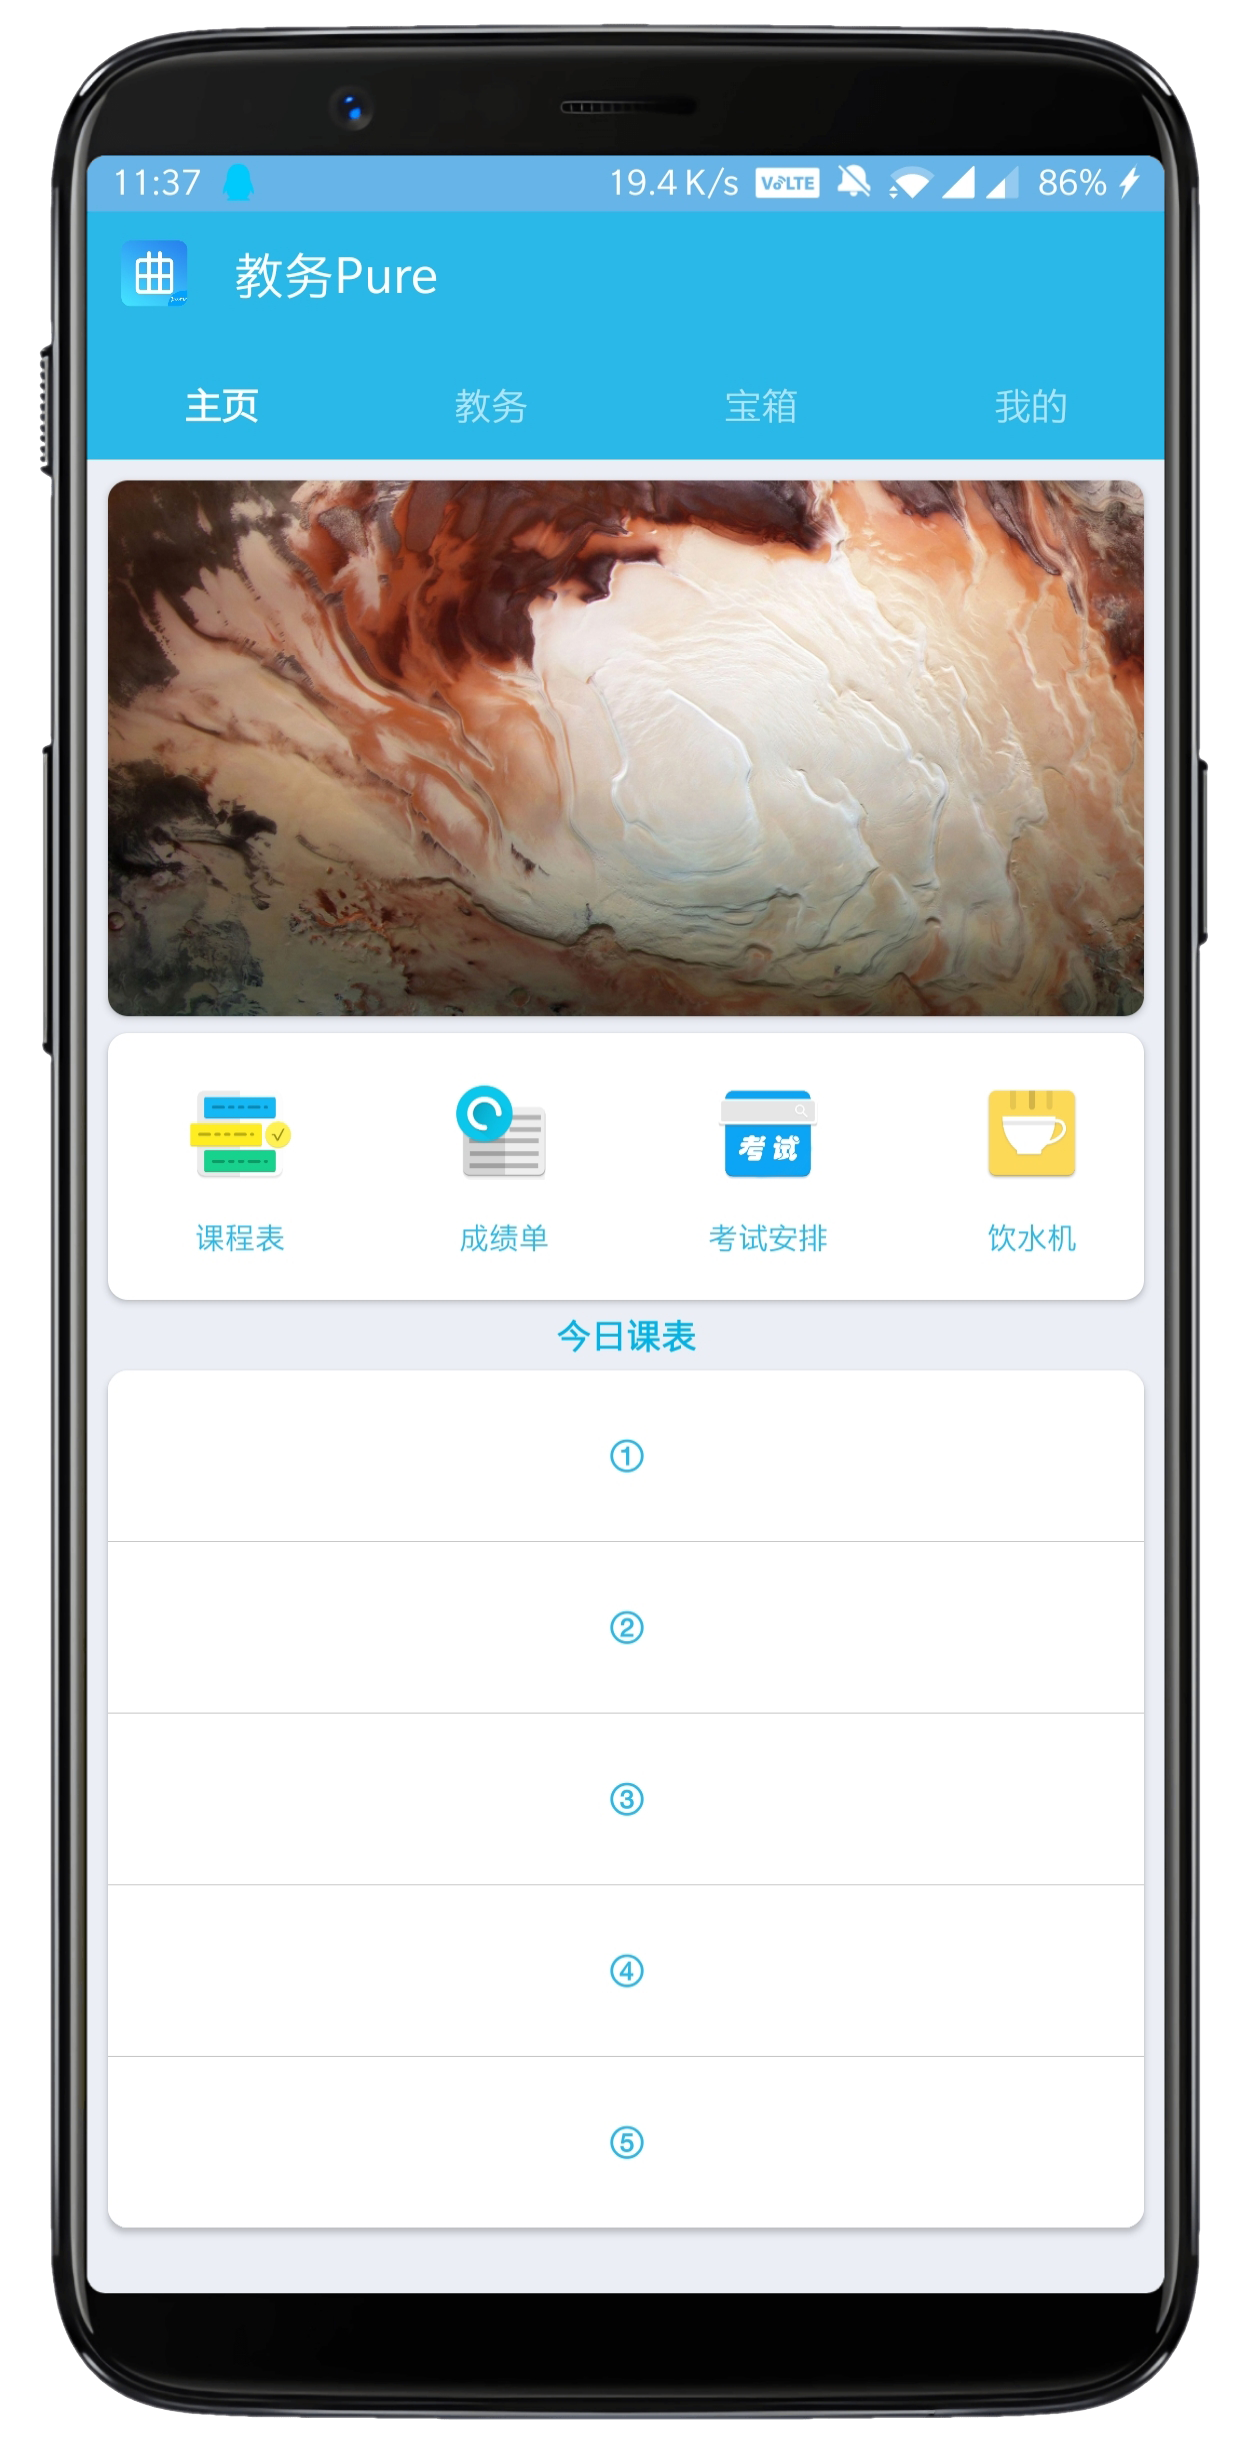 11:37 19.4 K/s VoLTE 86%
教务Pure
主页 教务 宝箱 我的
考试
课程表 成绩单 考试安排 饮水机
今日课表
①
②
③
④
⑤